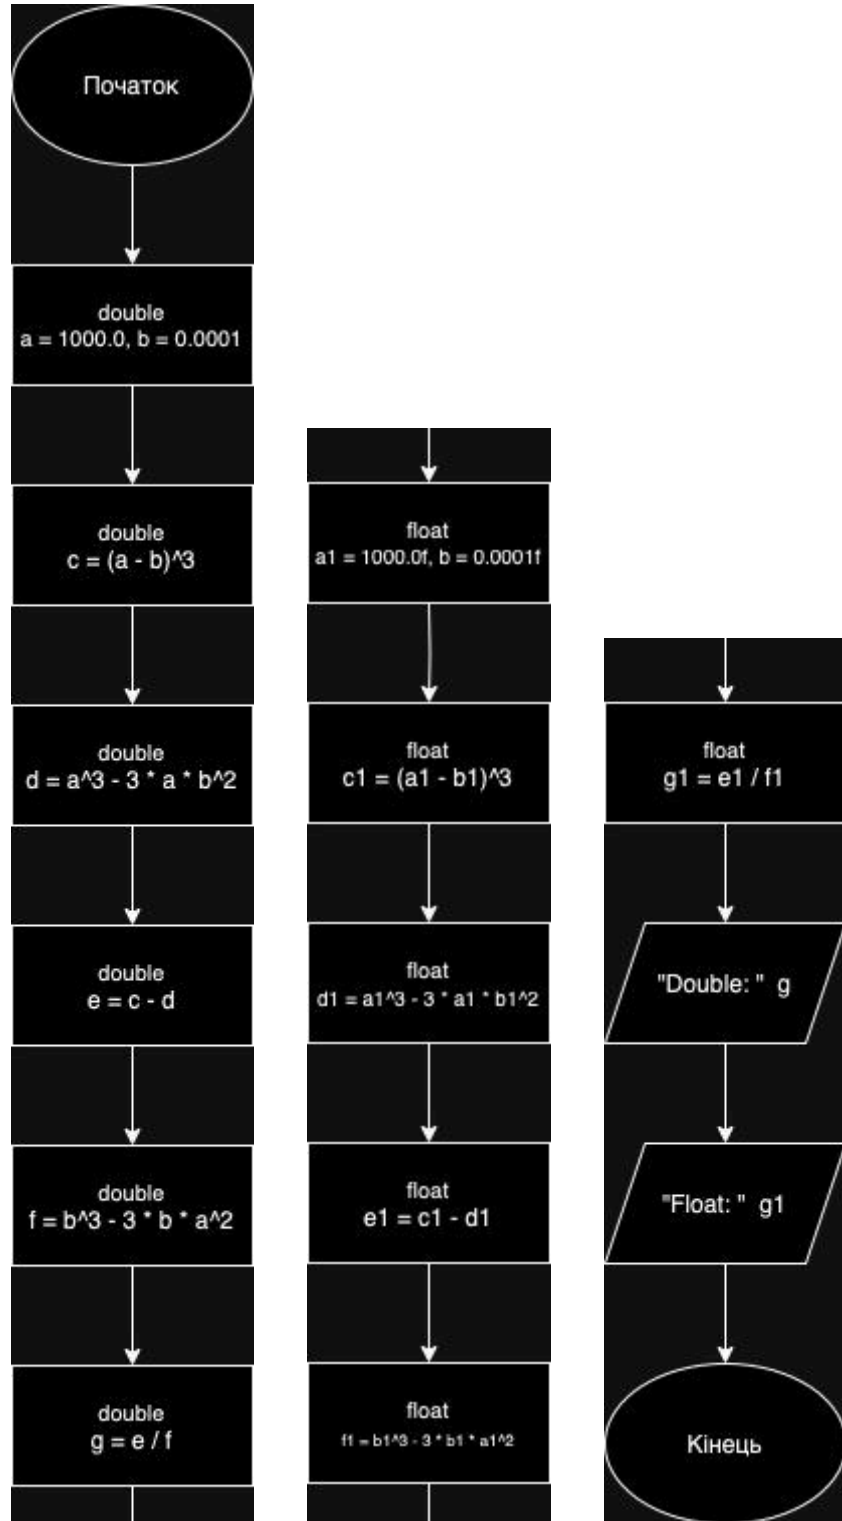 Початок
double
a = 1000.0, b = 0.0001
double
c = (a - b)^3
double
d = a^3 - 3 * a * b^2
double
e = c - d
double
f = b^3 - 3 * b * a^2
double
g = e / f
float
a1 = 1000.0f, b = 0.0001f
float
c1 = (a1 - b1)^3
float
d1 = a1^3 - 3 * a1 * b1^2
float
e1 = c1 - d1
float
f1 = b1^3 - 3 * b1 * a1^2
float
g1 = e1 / f1
"Double: " g
"Float: " g1
Кінець